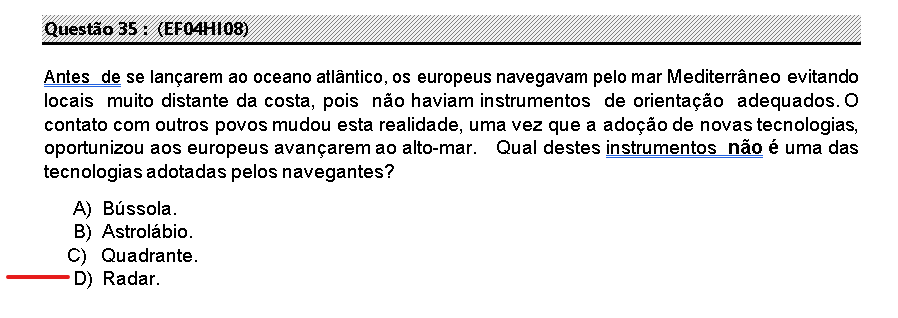 Questão 35 : (EF04HI08)
Antes de se lançarem ao oceano atlântico, os europeus navegavam pelo mar Mediterrâneo evitando
locais muito distante da costa, pois não haviam instrumentos de orientação adequados. O
contato com outros povos mudou esta realidade, uma vez que a adoção de novas tecnologias,
oportunizou aos europeus avançarem ao alto-mar. Qual destes instrumentos não é uma das
tecnologias adotadas pelos navegantes?
A) Bússola.
B) Astrolábio.
C) Quadrante.
D) Radar.